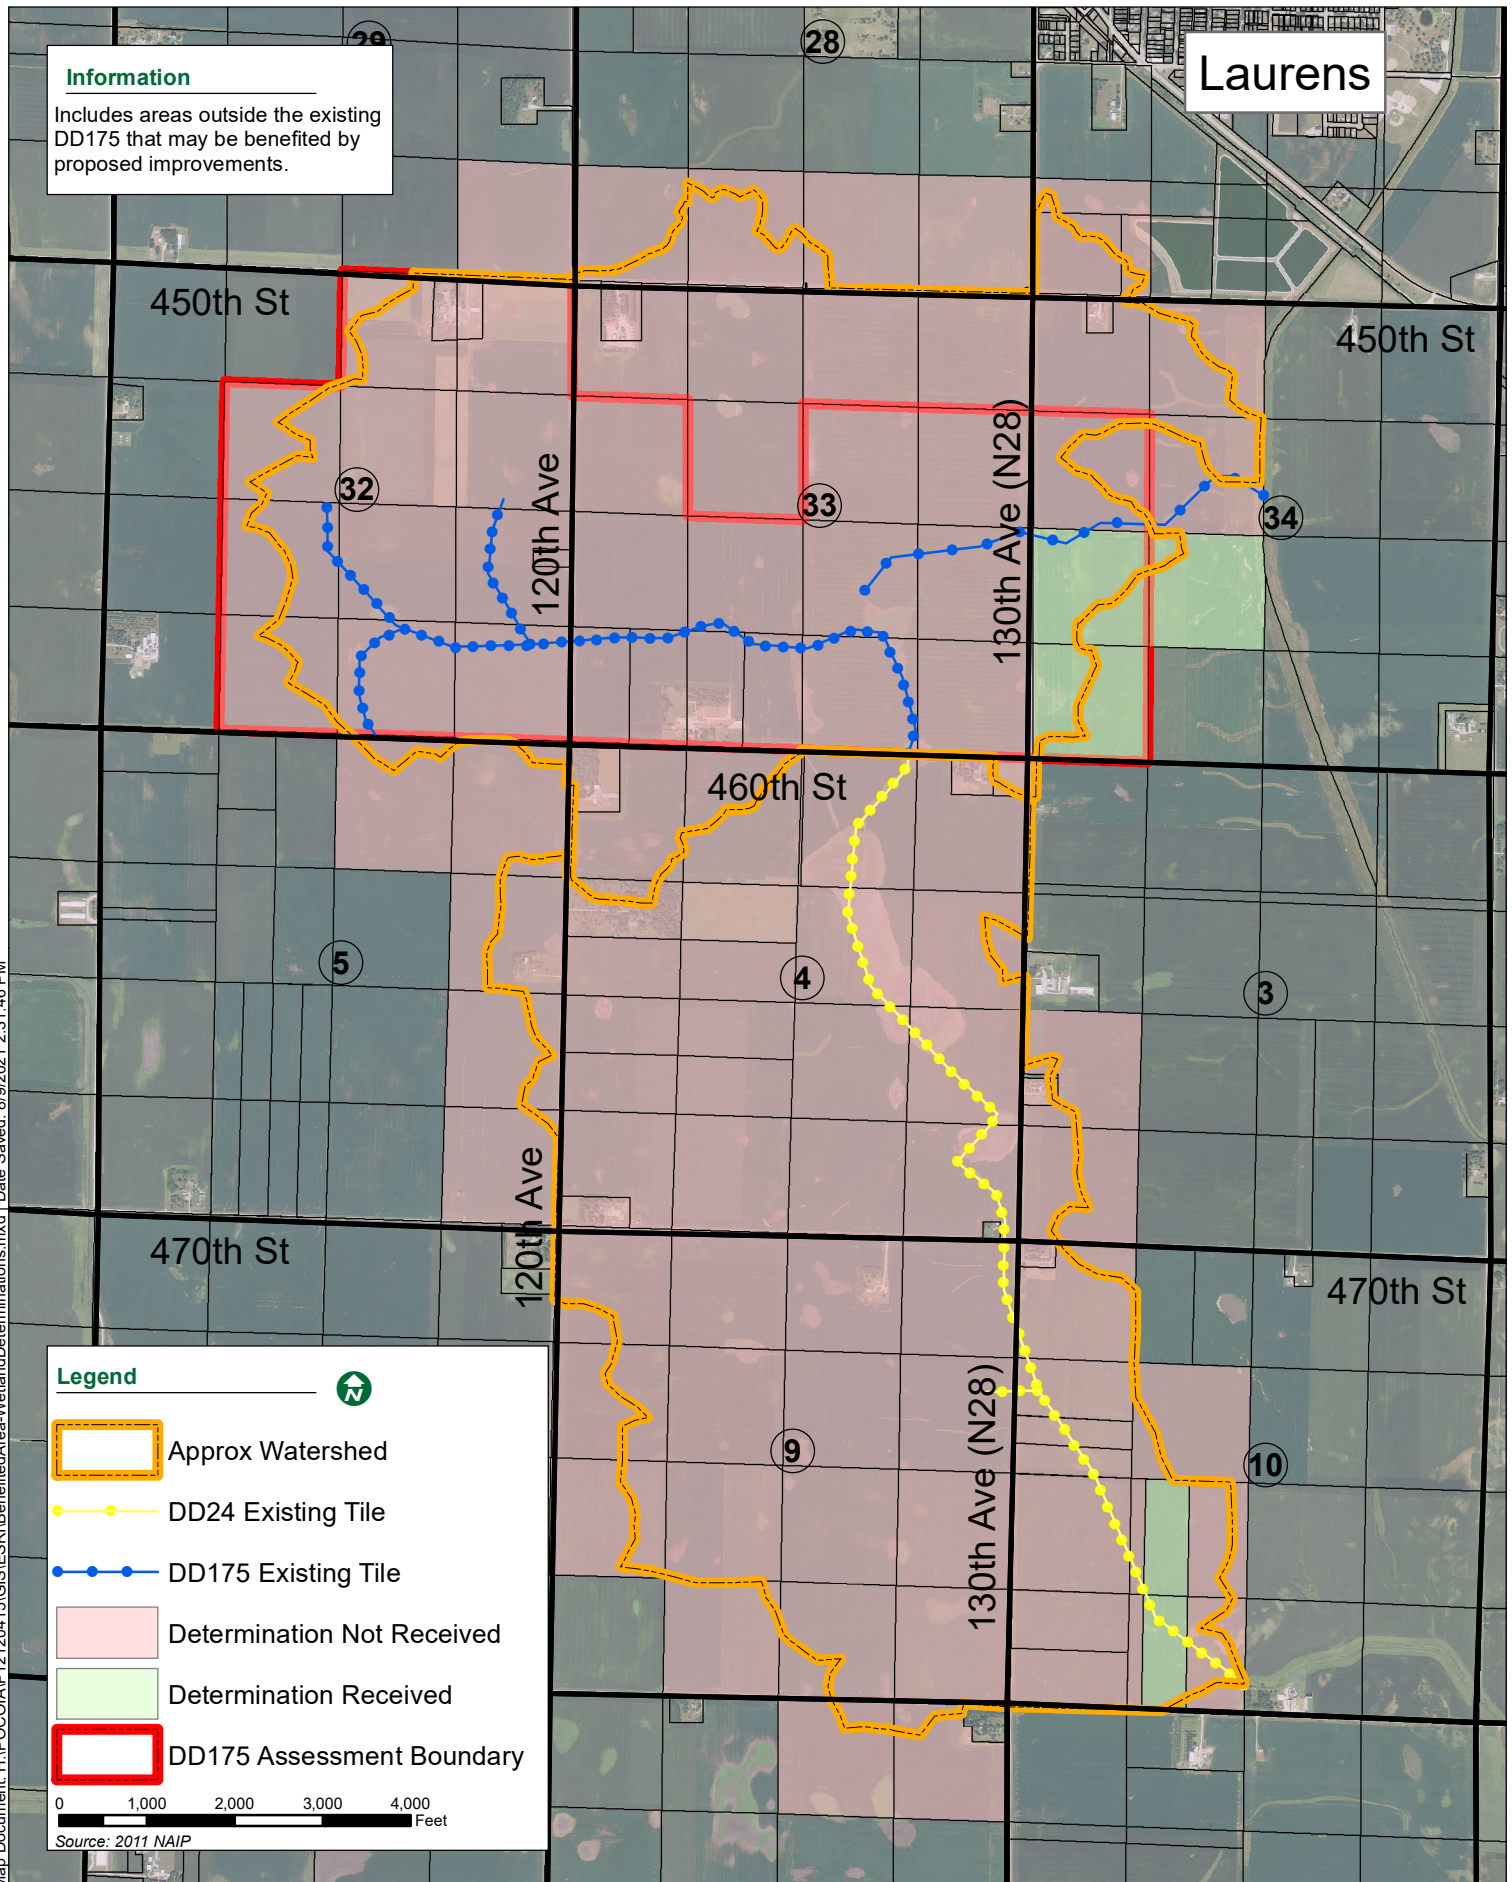 29
28
Laurens
Information
Includes areas outside the existing
DD175 that may be benefited by
proposed improvements.
450th St
450th St
32
120th Ave
33
130th Ave (N28)
34
460th St
5
4
3
120th Ave
470th St
470th St
130th Ave (N28)
9
10
Legend
N
Approx Watershed
DD24 Existing Tile
DD175 Existing Tile
Determination Not Received
Determination Received
DD175 Assessment Boundary
0 1,000 2,000 3,000 4,000
Feet
Source: 2011 NAIP